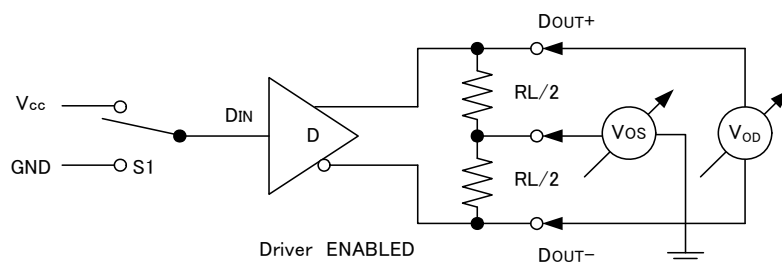 DOUT+
Vcc
DIN
RL/2
D
VOS
VOD
GND
S1
RL/2
Driver ENABLED
DOUT-